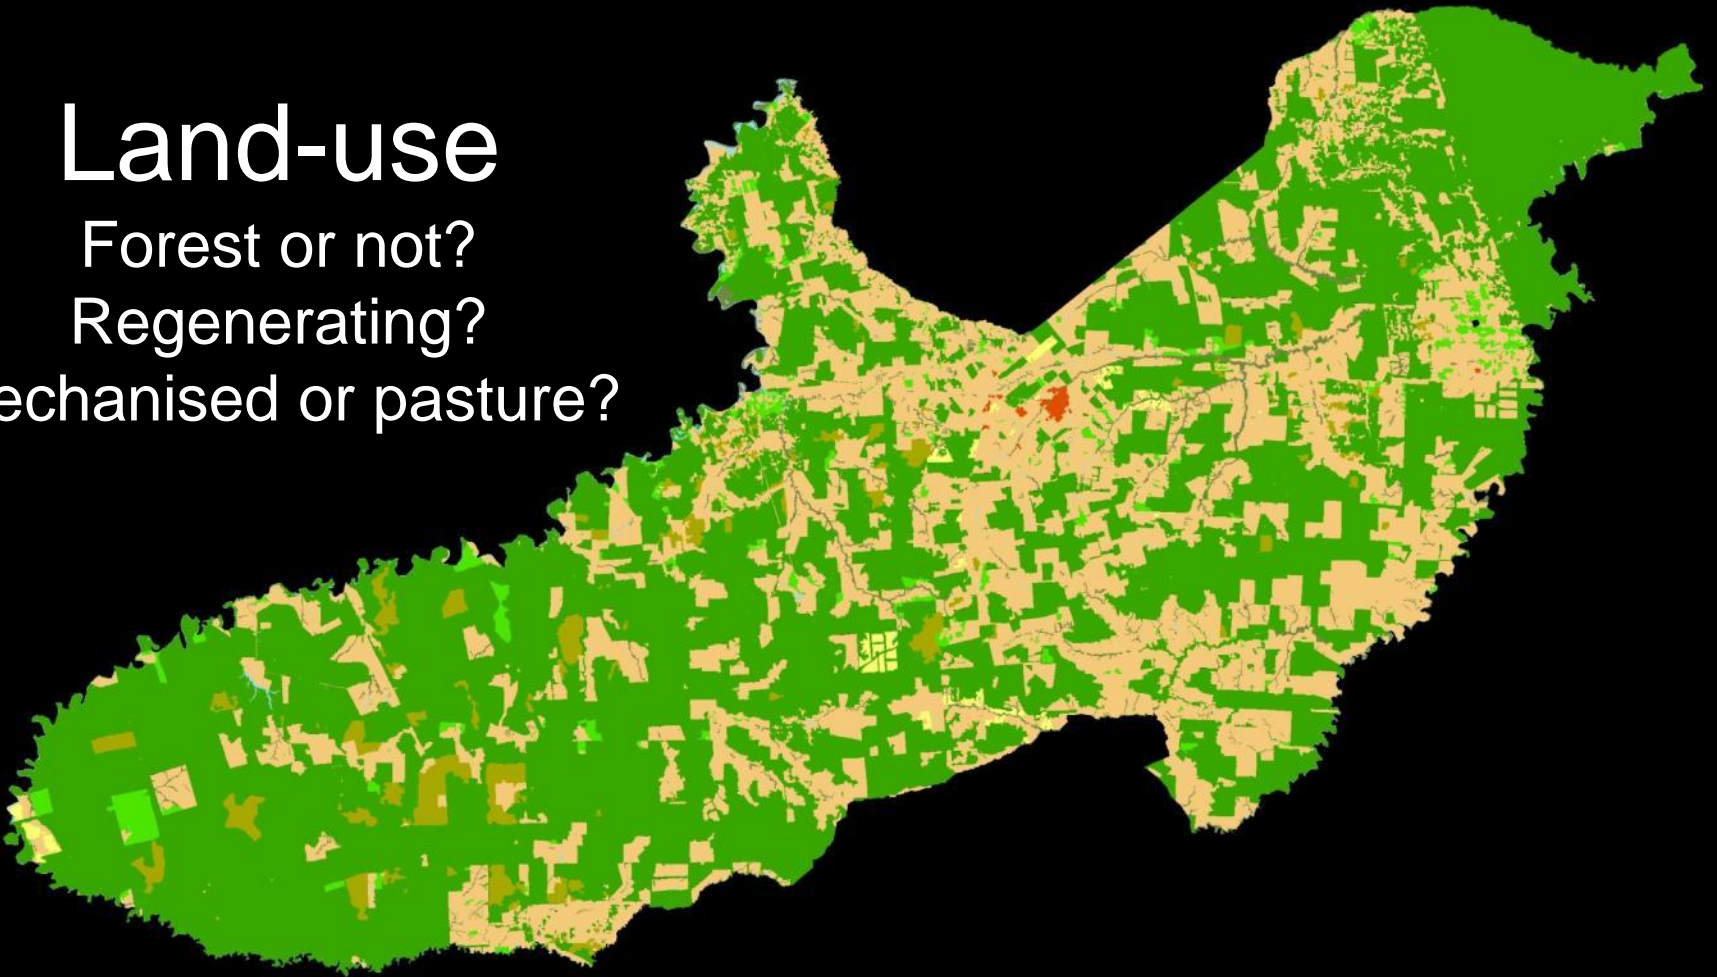 Land-use
Forest or not?
Regenerating?
echanised or pasture?